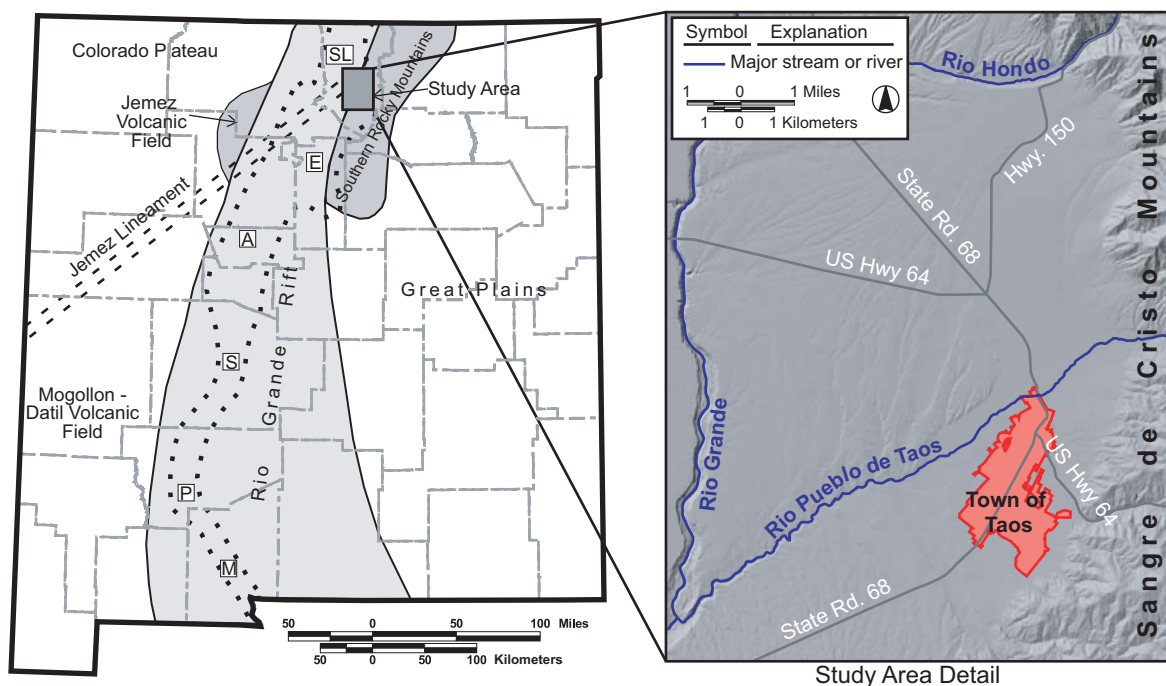 Colorado Plateau
SL
Jemez
Volcanic
Field
Study Area
Southern Rocky Mountains
E
Jemez Lineament
A
Rio Grande Rift
Great Plains
S
Mogollon -
Datil Volcanic
Field
P
M
50 0 50 100 Miles
50 0 50 100 Kilometers
Symbol Explanation
Major stream or river
1 0 1 Miles
1 0 1 Kilometers
Rio Hondo
Hwy. 150
State Rd. 68
US Hwy 64
Sangre de Cristo Mountains
Rio Grande
Rio Pueblo de Taos
US Hwy 64
Town of
Taos
State Rd. 68
Study Area Detail